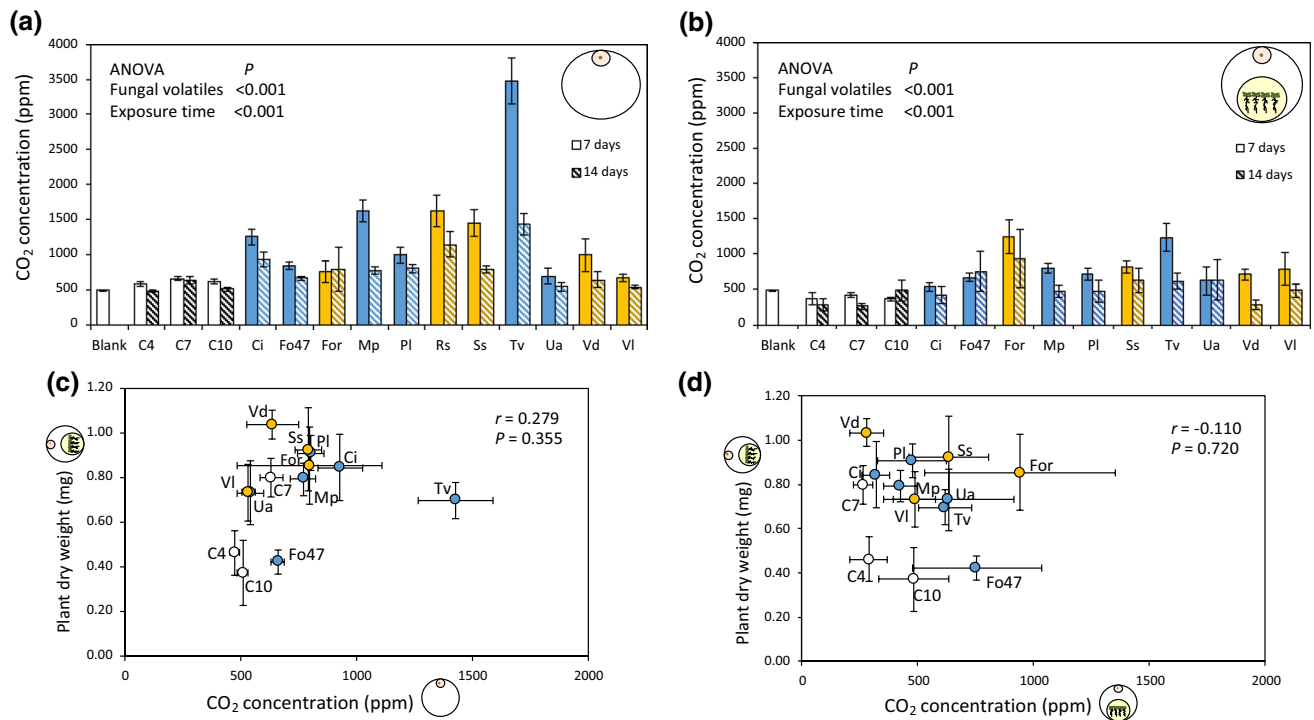 (a)
4000
3500
3000
2500
2000
1500
1000
500
0
CO2 concentration (ppm)
ANOVA P
Fungal volatiles <0.001
Exposure time <0.001
7 days
14 days
Blank C4 C7 C10 Ci Fo47 For Mp Pl Rs Ss Tv Ua Vd Vl
(b)
4000
3500
3000
2500
2000
1500
1000
500
0
CO2 concentration (ppm)
ANOVA P
Fungal volatiles <0.001
Exposure time <0.001
7 days
14 days
Blank C4 C7 C10 Ci Fo47 For Mp Pl Ss Tv Ua Vd Vl
(c)
1.20
1.00
0.80
0.60
0.40
0.20
0.00
Plant dry weight (mg)
r = 0.279
P = 0.355
Vd
Ss
Pl
For
Ci
C7
Mp
Vl
Ua
Tv
C4
Fo47
C10
0 500 1000 1500 2000
CO2 concentration (ppm)
(d)
1.20
1.00
0.80
0.60
0.40
0.20
0.00
Plant dry weight (mg)
r = -0.110
P = 0.720
Vd
Pl
Ss
Ci
For
C7
Mp
Ua
Vl
Tv
C4
C10
Fo47
0 500 1000 1500 2000
CO2 concentration (ppm)